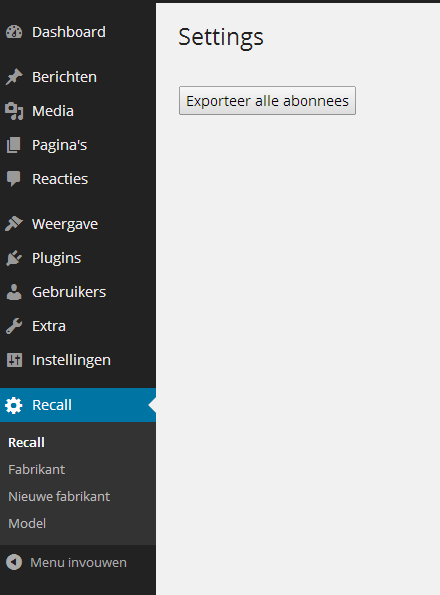 Dashboard
Berichten
Media
Pagina's
Reacties
Weergave
Plugins
Gebruikers
Extra
Instellingen
Recall
Recall
Fabrikant
Nieuwe fabrikant
Model
Menu invouwen
Settings
Exporteer alle abonnees